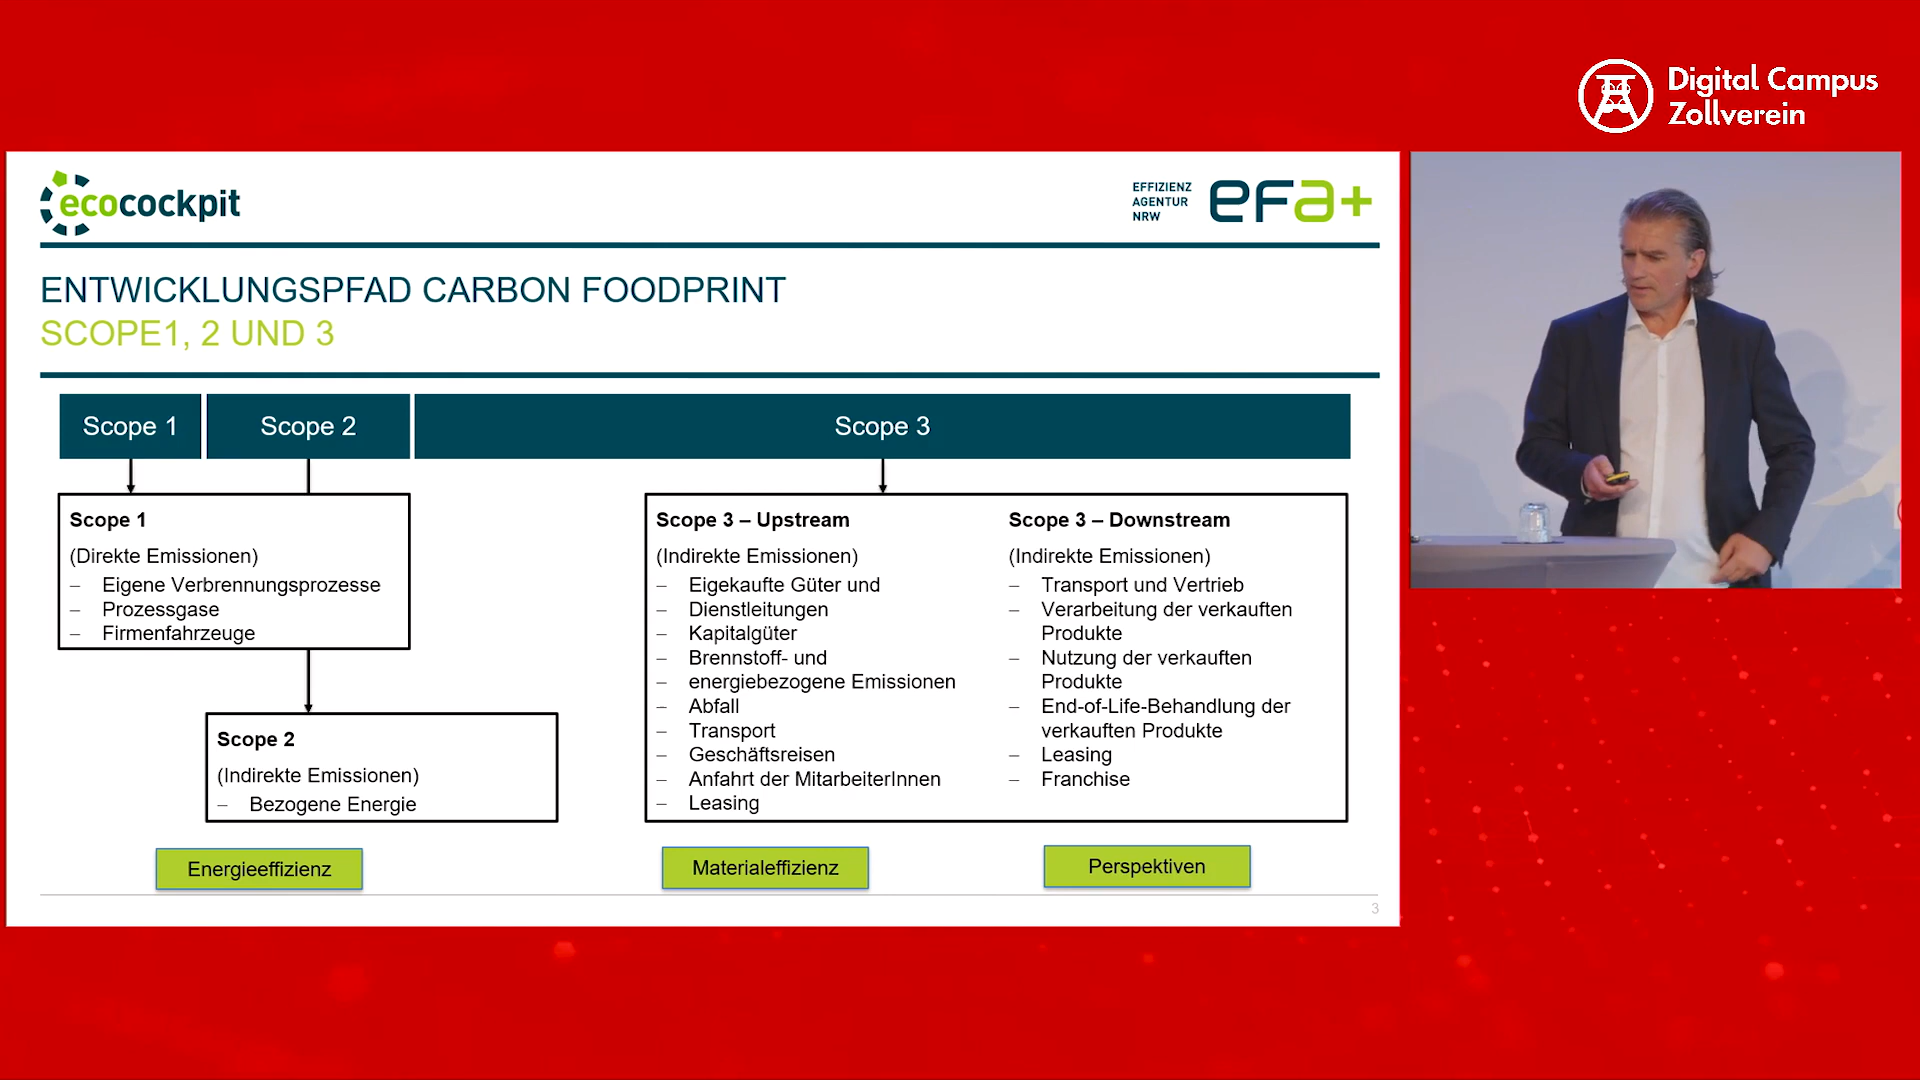 Digital Campus
Zollverein
ecocockpit
EFFIZIENZ
AGENTUR
NRW
efa+
ENTWICKLUNGSPFAD CARBON FOODPRINT
SCOPE1, 2 UND 3
Scope 1
Scope 2
Scope 3
Scope 1
(Direkte Emissionen)
– Eigene Verbrennungsprozesse
– Prozessgase
– Firmenfahrzeuge
Scope 2
(Indirekte Emissionen)
– Bezogene Energie
Scope 3 – Upstream
(Indirekte Emissionen)
– Eigekaufte Güter und
– Dienstleitungen
– Kapitalgüter
– Brennstoff- und
– energiebezogene Emissionen
– Abfall
– Transport
– Geschäftsreisen
– Anfahrt der MitarbeiterInnen
– Leasing
Scope 3 – Downstream
(Indirekte Emissionen)
– Transport und Vertrieb
– Verarbeitung der verkauften
Produkte
– Nutzung der verkauften
Produkte
– End-of-Life-Behandlung der
verkauften Produkte
– Leasing
– Franchise
Energieeffizienz
Materialeffizienz
Perspektiven
3